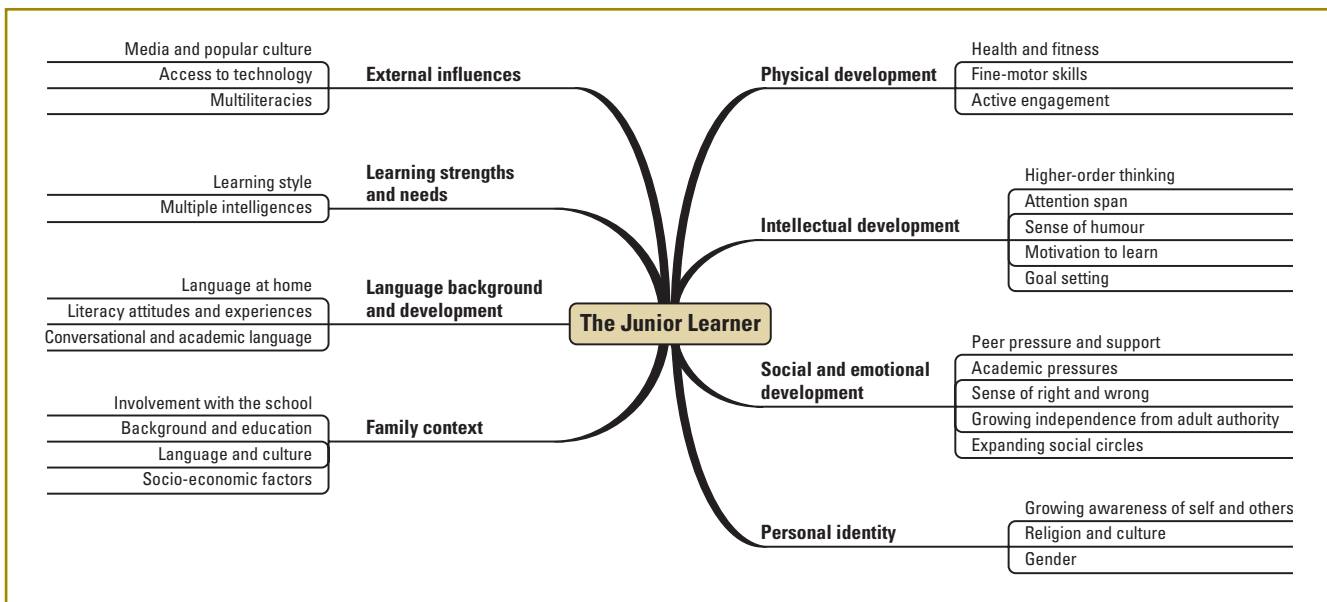 Media and popular culture
Access to technology
Multiliteracies
External influences
Learning style
Multiple intelligences
Learning strengths
and needs
Language at home
Literacy attitudes and experiences
Conversational and academic language
Language background
and development
Involvement with the school
Background and education
Language and culture
Socio-economic factors
Family context
The Junior Learner
Physical development
Health and fitness
Fine-motor skills
Active engagement
Intellectual development
Higher-order thinking
Attention span
Sense of humour
Motivation to learn
Goal setting
Social and emotional
development
Peer pressure and support
Academic pressures
Sense of right and wrong
Growing independence from adult authority
Expanding social circles
Personal identity
Growing awareness of self and others
Religion and culture
Gender